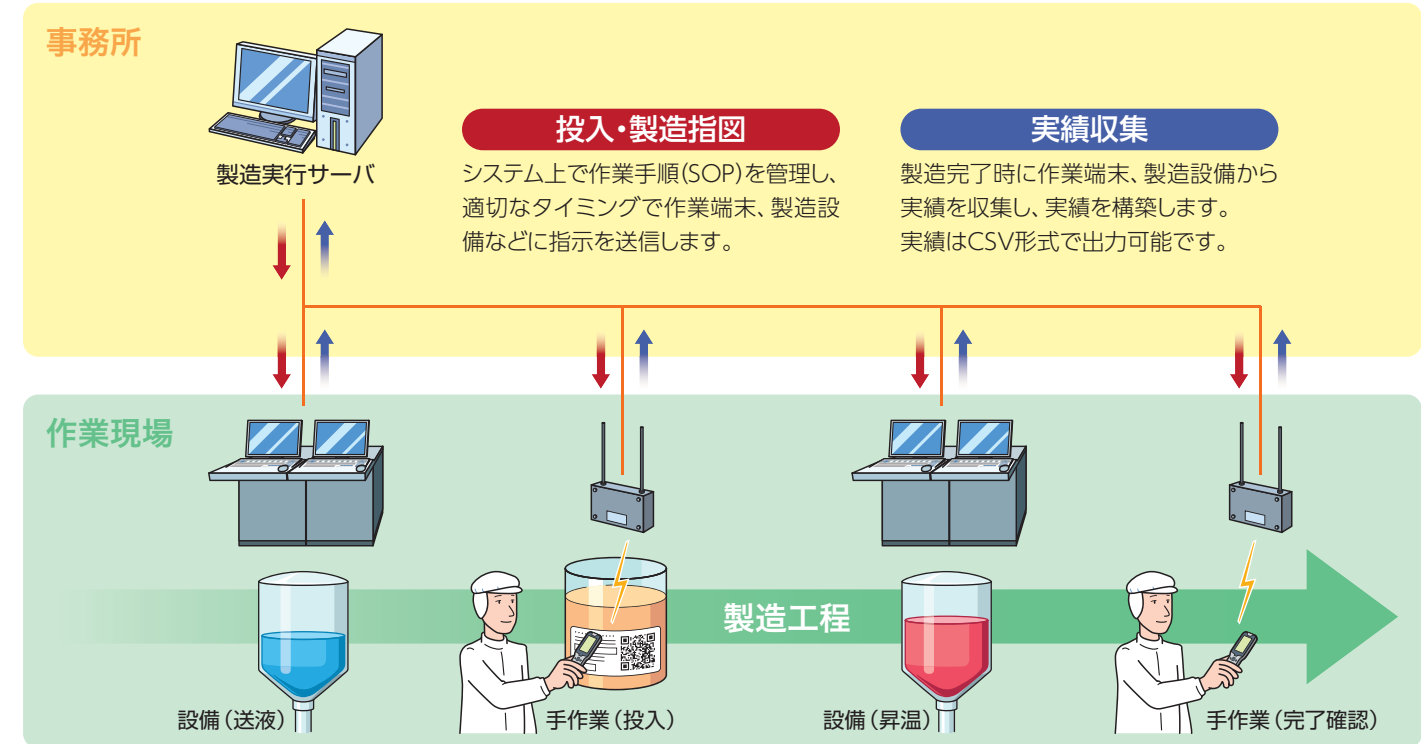 事務所
製造実行サーバ
投入・製造指図
システム上で作業手順(SOP)を管理し、
適切なタイミングで作業端末、製造設
備などに指示を送信します。
実績収集
製造完了時に作業端末、製造設備から
実績を収集し、実績を構築します。
実績はCSV形式で出力可能です。
作業現場
製造工程
設備(送液)
手作業(投入)
設備(昇温)
手作業(完了確認)